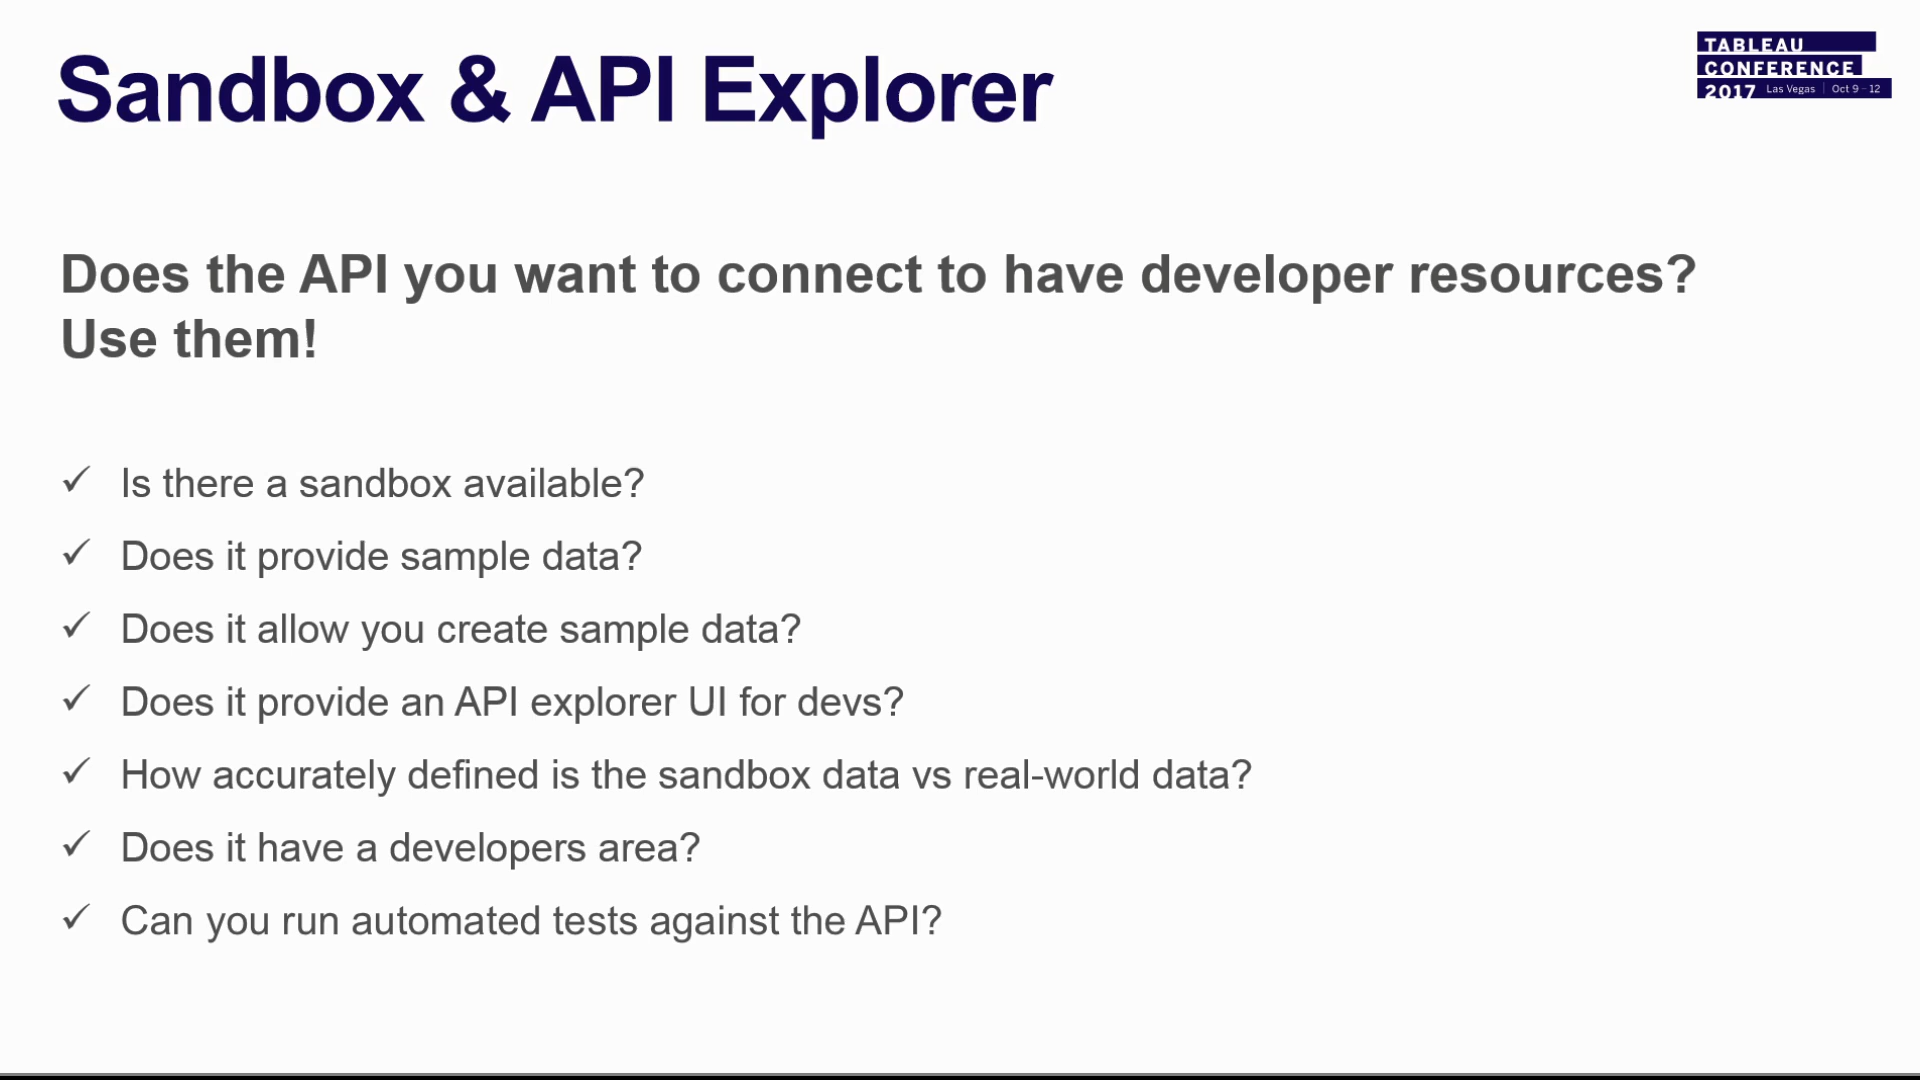 Sandbox & API Explorer
TABLEAU
CONFERENCE
2017 Las Vegas | Oct 9 - 12
Does the API you want to connect to have developer resources?
Use them!
✓ Is there a sandbox available?
✓ Does it provide sample data?
✓ Does it allow you create sample data?
✓ Does it provide an API explorer UI for devs?
✓ How accurately defined is the sandbox data vs real-world data?
✓ Does it have a developers area?
✓ Can you run automated tests against the API?